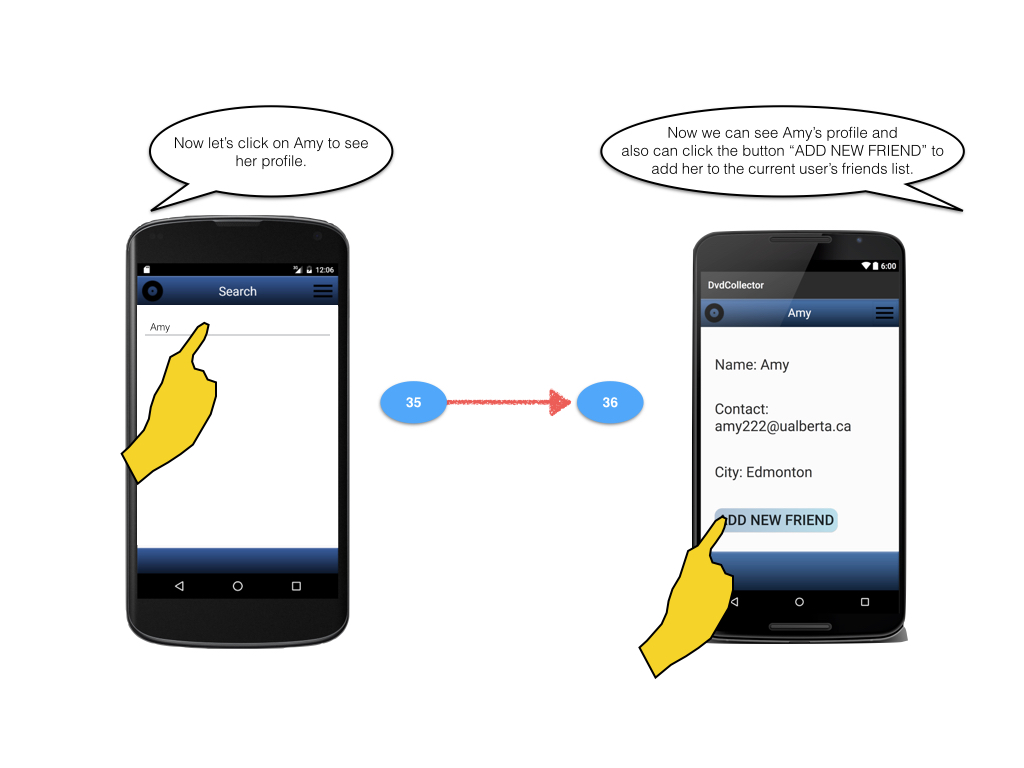 Now let's click on Amy to see
her profile.
Now we can see Amy's profile and
also can click the button “ADD NEW FRIEND” to
add her to the current user's friends list.
12:06
Search
Amy
35
36
6:00
DvdCollector
Amy
Name: Amy
Contact:
amy222@ualberta.ca
City: Edmonton
DD NEW FRIEND